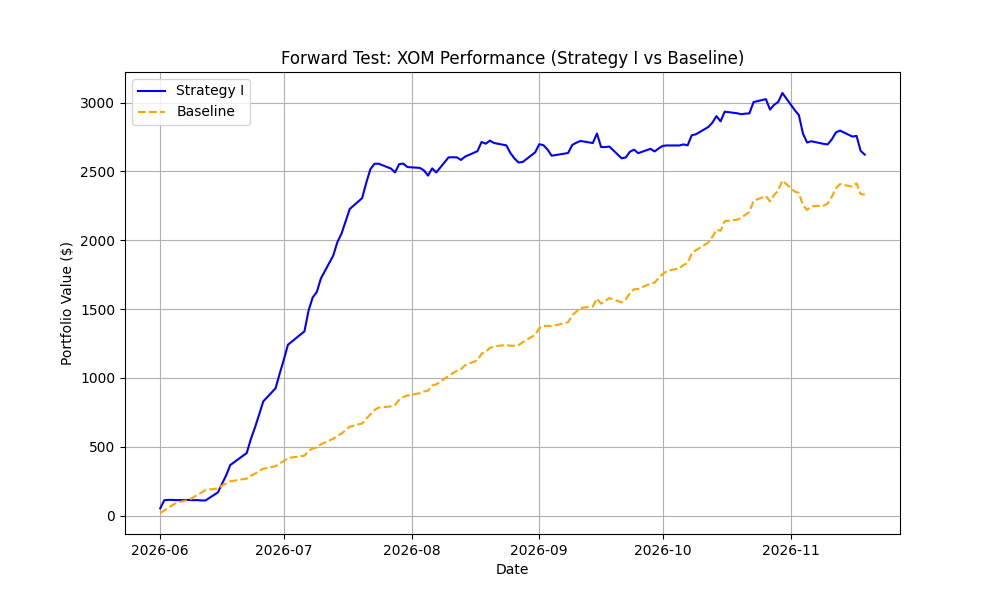 Forward Test: XOM Performance (Strategy I vs Baseline)
Strategy I
Baseline
Portfolio Value ($)
3000
2500
2000
1500
1000
500
0
2026-06
2026-07
2026-08
2026-09
2026-10
2026-11
Date